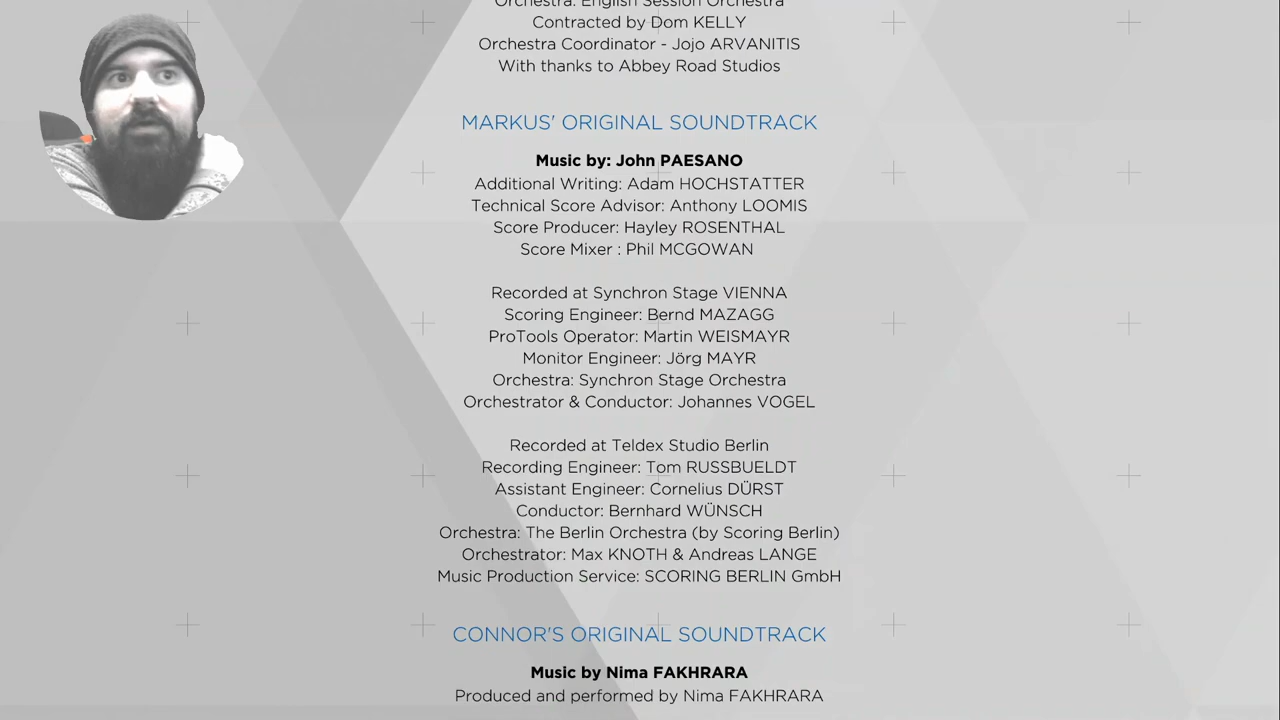 Orchestra: English Session Orchestra
Contracted by Dom KELLY
Orchestra Coordinator - Jojo ARVANITIS
With thanks to Abbey Road Studios
MARKUS' ORIGINAL SOUNDTRACK
Music by: John PAESANO
Additional Writing: Adam HOCHSTATTER
Technical Score Advisor: Anthony LOOMIS
Score Producer: Hayley ROSENTHAL
Score Mixer : Phil MCGOWAN
Recorded at Synchron Stage VIENNA
Scoring Engineer: Bernd MAZAGG
ProTools Operator: Martin WEISMAYR
Monitor Engineer: Jörg MAYR
Orchestra: Synchron Stage Orchestra
Orchestrator & Conductor: Johannes VOGEL
Recorded at Teldex Studio Berlin
Recording Engineer: Tom RUSSBUELDT
Assistant Engineer: Cornelius DÜRST
Conductor: Bernhard WÜNSCH
Orchestra: The Berlin Orchestra (by Scoring Berlin)
Orchestrator: Max KNOTH & Andreas LANGE
Music Production Service: SCORING BERLIN GmbH
CONNOR'S ORIGINAL SOUNDTRACK
Music by Nima FAKHRARA
Produced and performed by Nima FAKHRARA